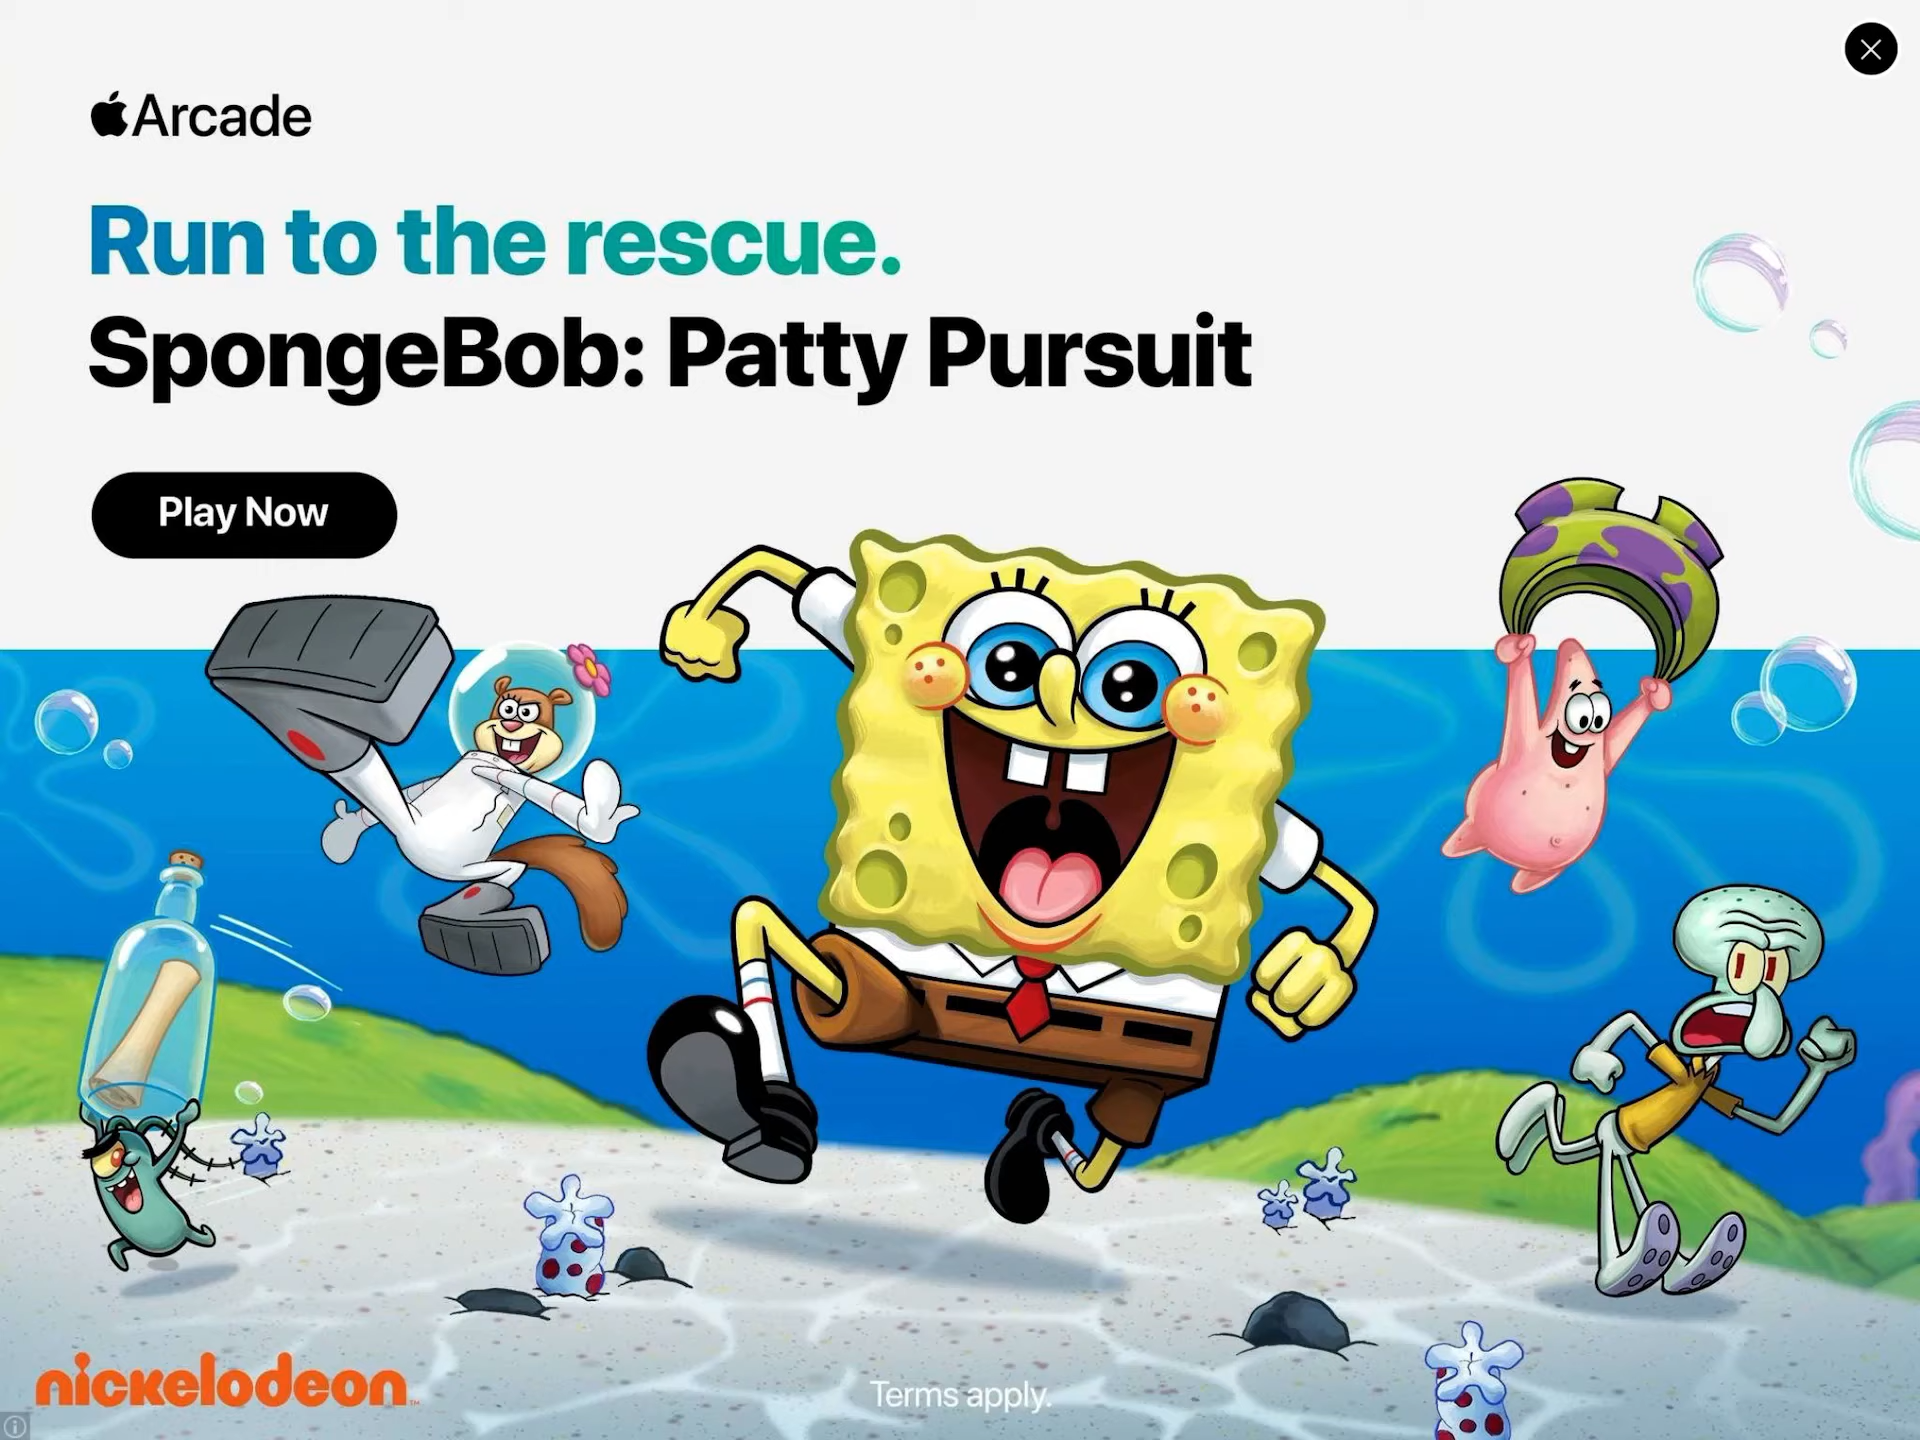 Arcade
Run to the rescue.
SpongeBob: Patty Pursuit
Play Now
nickelodeon
Terms apply.